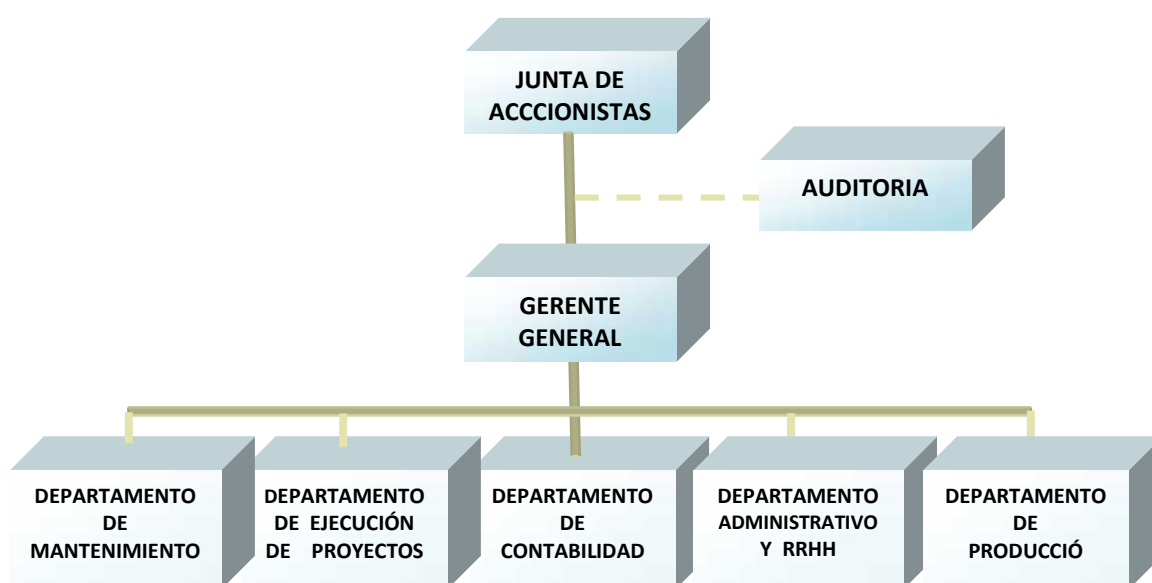 JUNTA DE
ACCCIONISTAS
AUDITORIA
GERENTE
GENERAL
DEPARTAMENTO
DE
MANTENIMIENTO
DEPARTAMENTO
DE EJECUCIÓN
DE PROYECTOS
DEPARTAMENTO
DE
CONTABILIDAD
DEPARTAMENTO
ADMINISTRATIVO
Y RRHH
DEPARTAMENTO
DE
PRODUCCIÓ